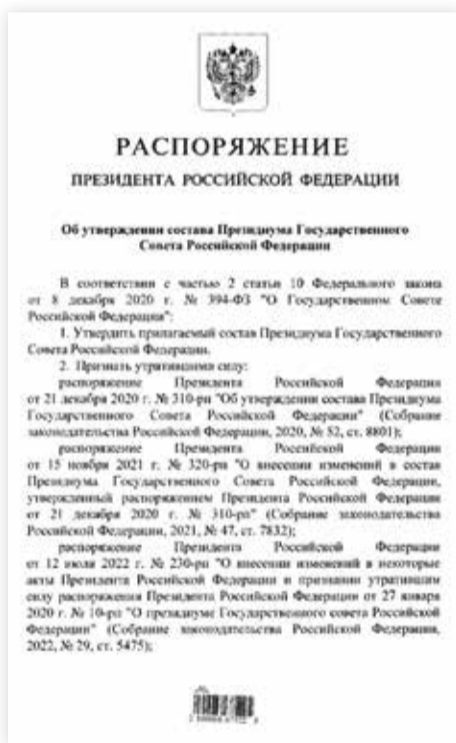 РАСПОРЯЖЕНИЕ
ПРЕЗИДЕНТА РОССИЙСКОЙ ФЕДЕРАЦИИ
Об утверждении состава Президиума Государственного
Совета Российской Федерации
В соответствии с частью 2 статьи 10 Федерального закона
от 8 декабря 2020 г. № 394-ФЗ "О Государственном Совете
Российской Федерации":
1. Утвердить прилагаемый состав Президиума Государственного
Совета Российской Федерации.
2. Признать утратившими силу:
распоряжение Президента Российской Федерации
от 21 декабря 2020 г. № 310-рп "Об утверждении состава Президиума
Государственного Совета Российской Федерации" (Собрание
законодательства Российской Федерации, 2020, № 52, ст. 8801);
распоряжение Президента Российской Федерации
от 15 ноября 2021 г. № 320-рп "О внесении изменений в состав
Президиума Государственного Совета Российской Федерации,
утвержденный распоряжением Президента Российской Федерации
от 21 декабря 2020 г. № 310-рп" (Собрание законодательства
Российской Федерации, 2021, № 47, ст. 7832);
распоряжение Президента Российской Федерации
от 12 июля 2022 г. № 230-рп "О внесении изменений в некоторые
акты Президента Российской Федерации и признании утратившим
силу распоряжения Президента Российской Федерации от 27 января
2020 г. № 10-рп "О президиуме Государственного совета Российской
Федерации" (Собрание законодательства Российской Федерации,
2022, № 29, ст. 5475);